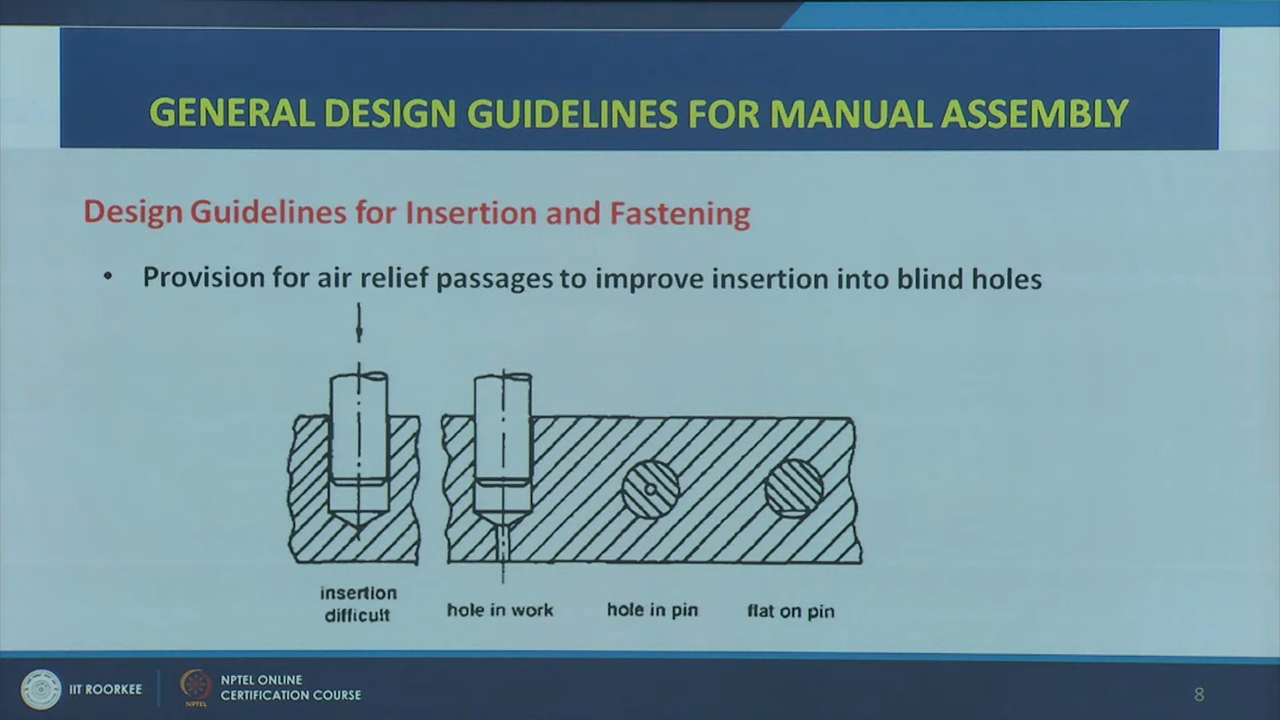 GENERAL DESIGN GUIDELINES FOR MANUAL ASSEMBLY
Design Guidelines for Insertion and Fastening
• Provision for air relief passages to improve insertion into blind holes
insertion
difficult
hole in work
hole in pin
flat on pin
IIT ROORKEE
NPTEL
NPTEL ONLINE
CERTIFICATION COURSE
8